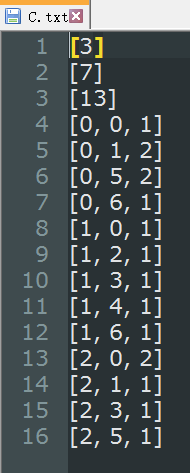 C.txt
1 [3]
2 [7]
3 [13]
4 [0, 0, 1]
5 [0, 1, 2]
6 [0, 5, 2]
7 [0, 6, 1]
8 [1, 0, 1]
9 [1, 2, 1]
10 [1, 3, 1]
11 [1, 4, 1]
12 [1, 6, 1]
13 [2, 0, 2]
14 [2, 1, 1]
15 [2, 3, 1]
16 [2, 5, 1]